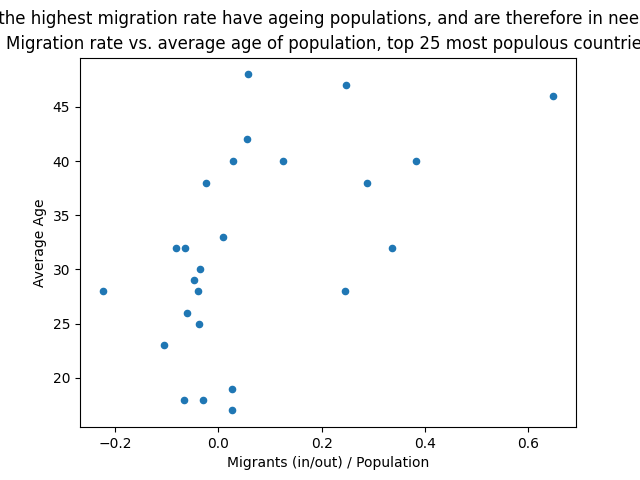 the highest migration rate have ageing populations, and are therefore in nee
Migration rate vs. average age of population, top 25 most populous countrie
45
40
35
30
25
20
Average Age
−0.2 0.0 0.2 0.4 0.6
Migrants (in/out) / Population